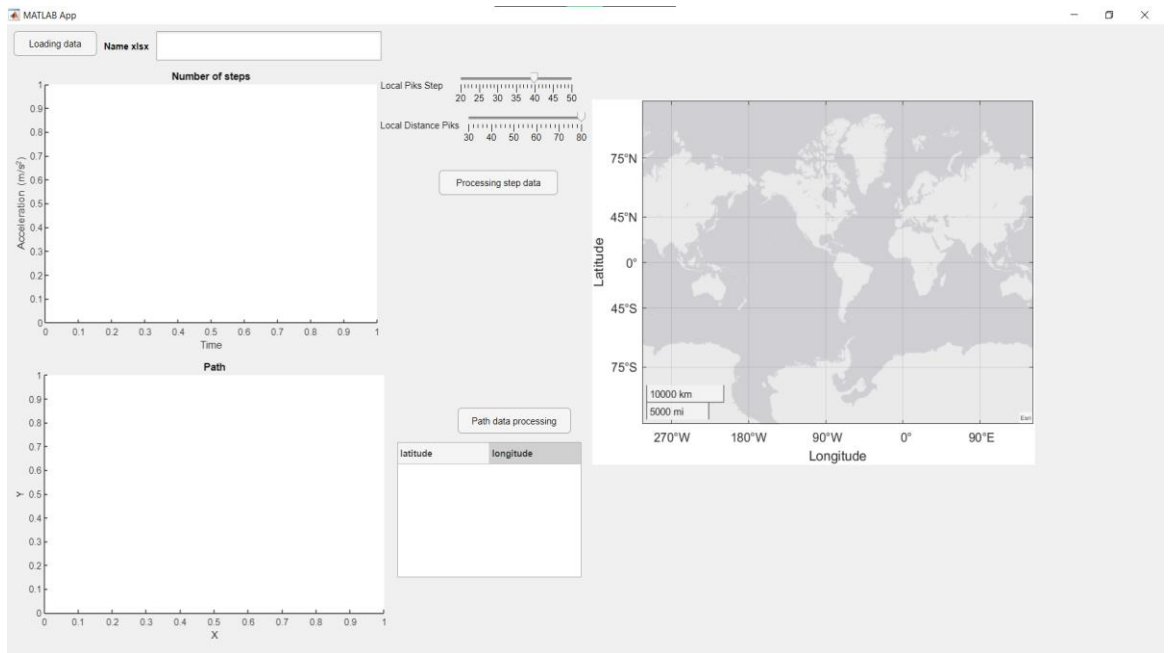 MATLAB App
Loading data
Name xlsx
Number of steps
1
0.9
0.8
0.7
0.6
0.5
0.4
0.3
0.2
0.1
0
Acceleration (m/s²)
0 0.1 0.2 0.3 0.4 0.5 0.6 0.7 0.8 0.9 1
Time
Local Piks Step
20 25 30 35 40 45 50
Local Distance Piks
30 40 50 60 70 80
Processing step data
Path
1
0.9
0.8
0.7
0.6
0.5
0.4
0.3
0.2
0.1
0
Y
0 0.1 0.2 0.3 0.4 0.5 0.6 0.7 0.8 0.9 1
X
Path data processing
latitude longitude
75°N
45°N
0°
45°S
75°S
Latitude
10000 km
5000 mi
Esri
270°W 180°W 90°W 0° 90°E
Longitude